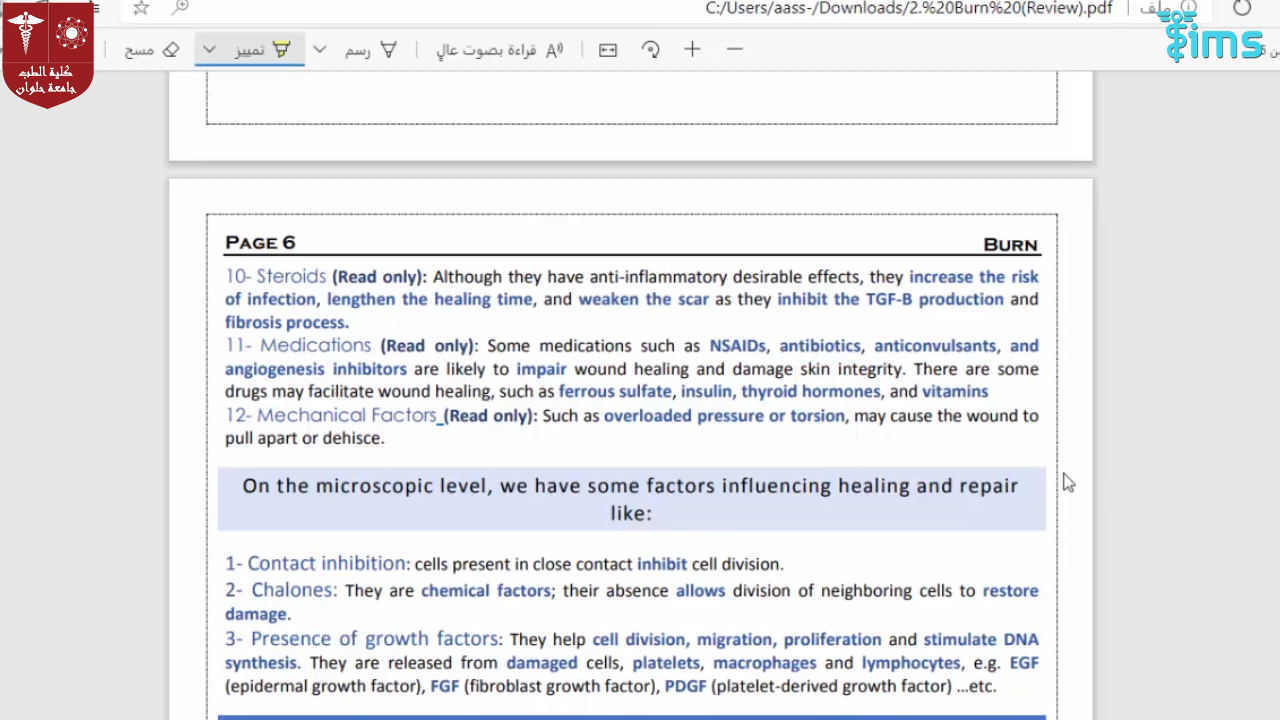 C:/Users/aass-/Downloads/2.%20Burn%20(Review).pdf
ملف
مسح
تمييز
رسم
قراءة بصوت عالٍ
كلية الطب
جامعة حلوان
ims
PAGE 6
BURN
10- Steroids (Read only): Although they have anti-inflammatory desirable effects, they increase the risk
of infection, lengthen the healing time, and weaken the scar as they inhibit the TGF-B production and
fibrosis process.
11- Medications (Read only): Some medications such as NSAIDs, antibiotics, anticonvulsants, and
angiogenesis inhibitors are likely to impair wound healing and damage skin integrity. There are some
drugs may facilitate wound healing, such as ferrous sulfate, insulin, thyroid hormones, and vitamins
12- Mechanical Factors (Read only): Such as overloaded pressure or torsion, may cause the wound to
pull apart or dehisce.
On the microscopic level, we have some factors influencing healing and repair
like:
1- Contact inhibition: cells present in close contact inhibit cell division.
2- Chalones: They are chemical factors; their absence allows division of neighboring cells to restore
damage.
3- Presence of growth factors: They help cell division, migration, proliferation and stimulate DNA
synthesis. They are released from damaged cells, platelets, macrophages and lymphocytes, e.g. EGF
(epidermal growth factor), FGF (fibroblast growth factor), PDGF (platelet-derived growth factor) ...etc.